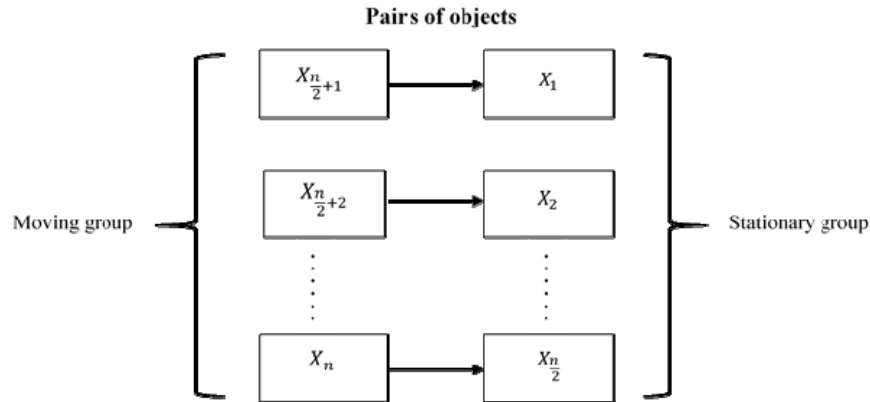 Pairs of objects
X_{n/2+1} X_1
X_{n/2+2} X_2
Moving group Stationary group
X_n X_{n/2}